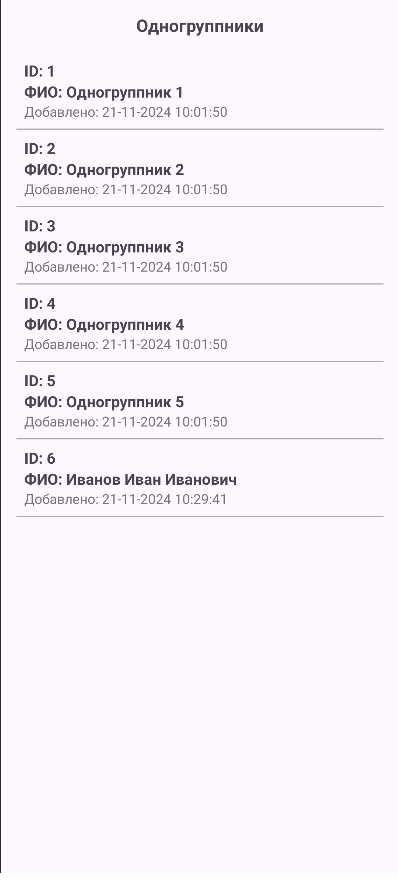 Одногруппники
ID: 1
ФИО: Одногруппник 1
Добавлено: 21-11-2024 10:01:50
ID: 2
ФИО: Одногруппник 2
Добавлено: 21-11-2024 10:01:50
ID: 3
ФИО: Одногруппник 3
Добавлено: 21-11-2024 10:01:50
ID: 4
ФИО: Одногруппник 4
Добавлено: 21-11-2024 10:01:50
ID: 5
ФИО: Одногруппник 5
Добавлено: 21-11-2024 10:01:50
ID: 6
ФИО: Иванов Иван Иванович
Добавлено: 21-11-2024 10:29:41